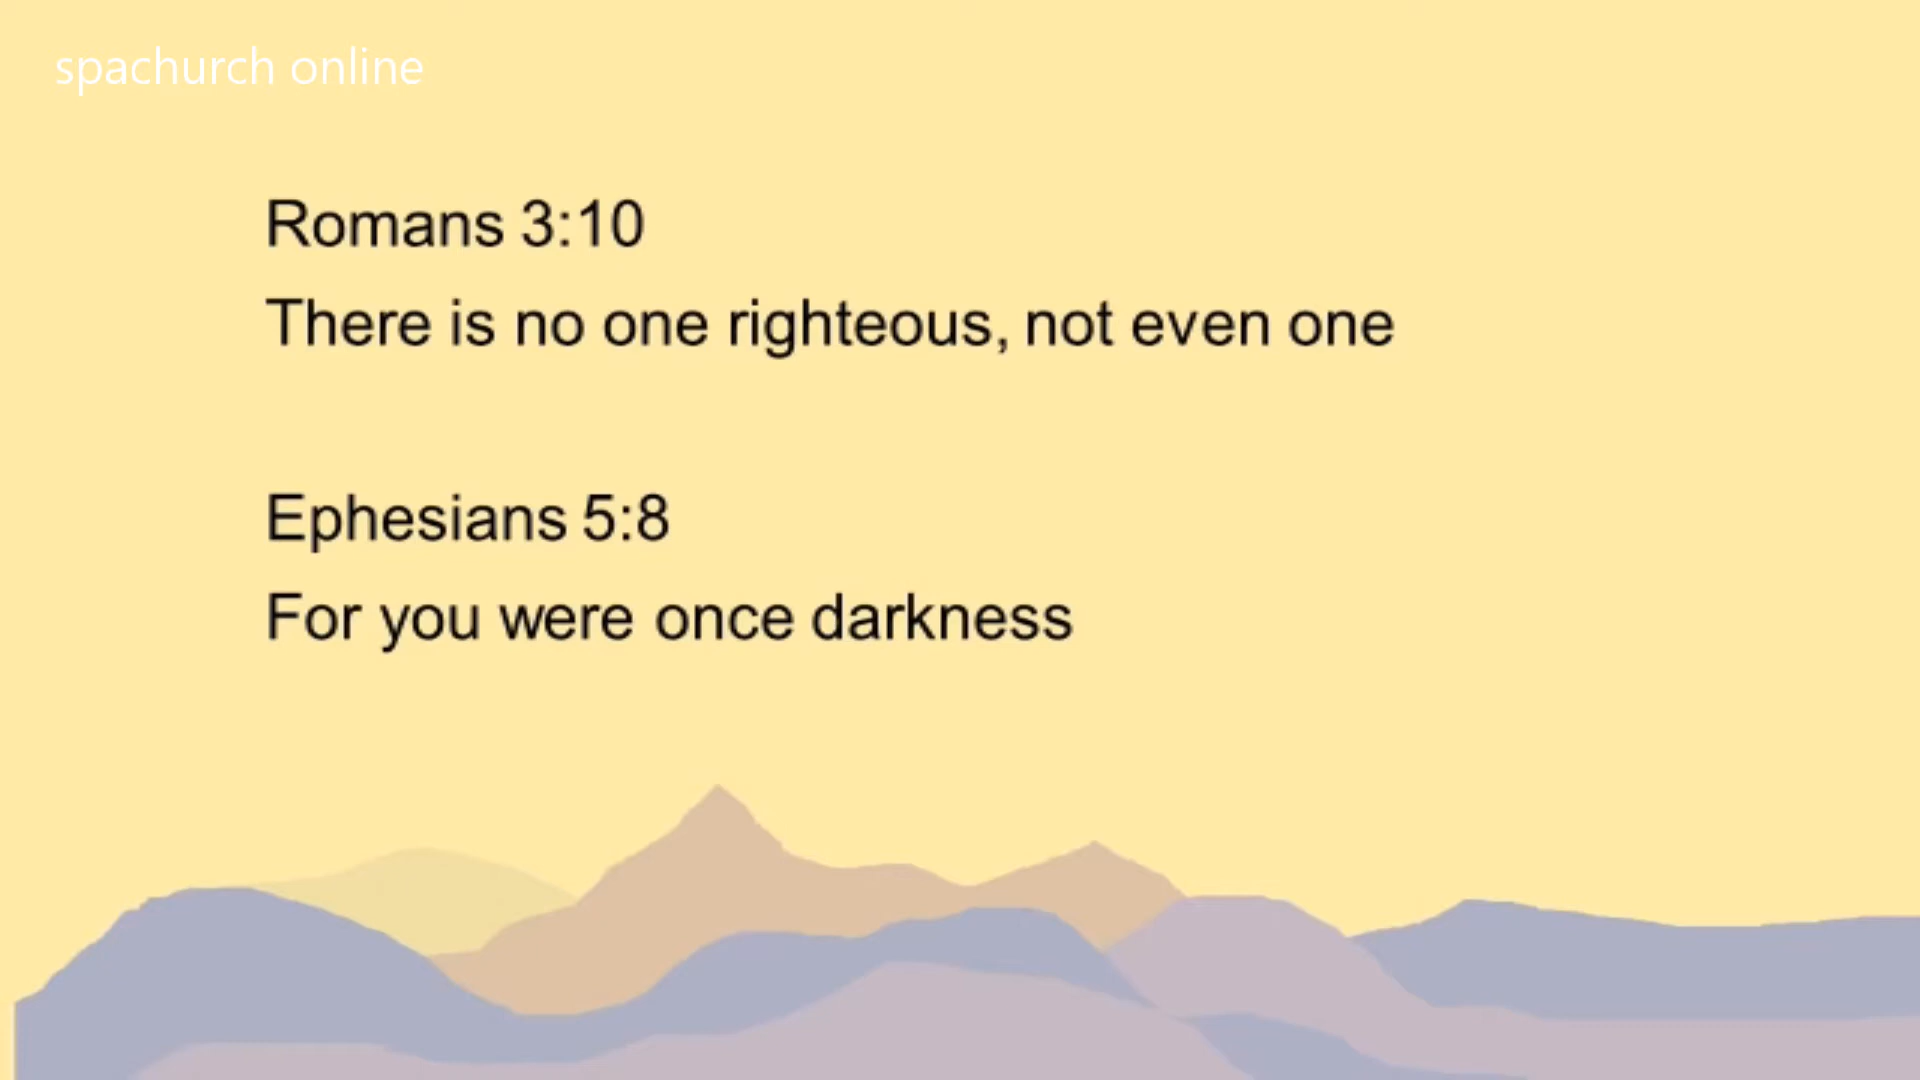 spachurch online
Romans 3:10
There is no one righteous, not even one
Ephesians 5:8
For you were once darkness